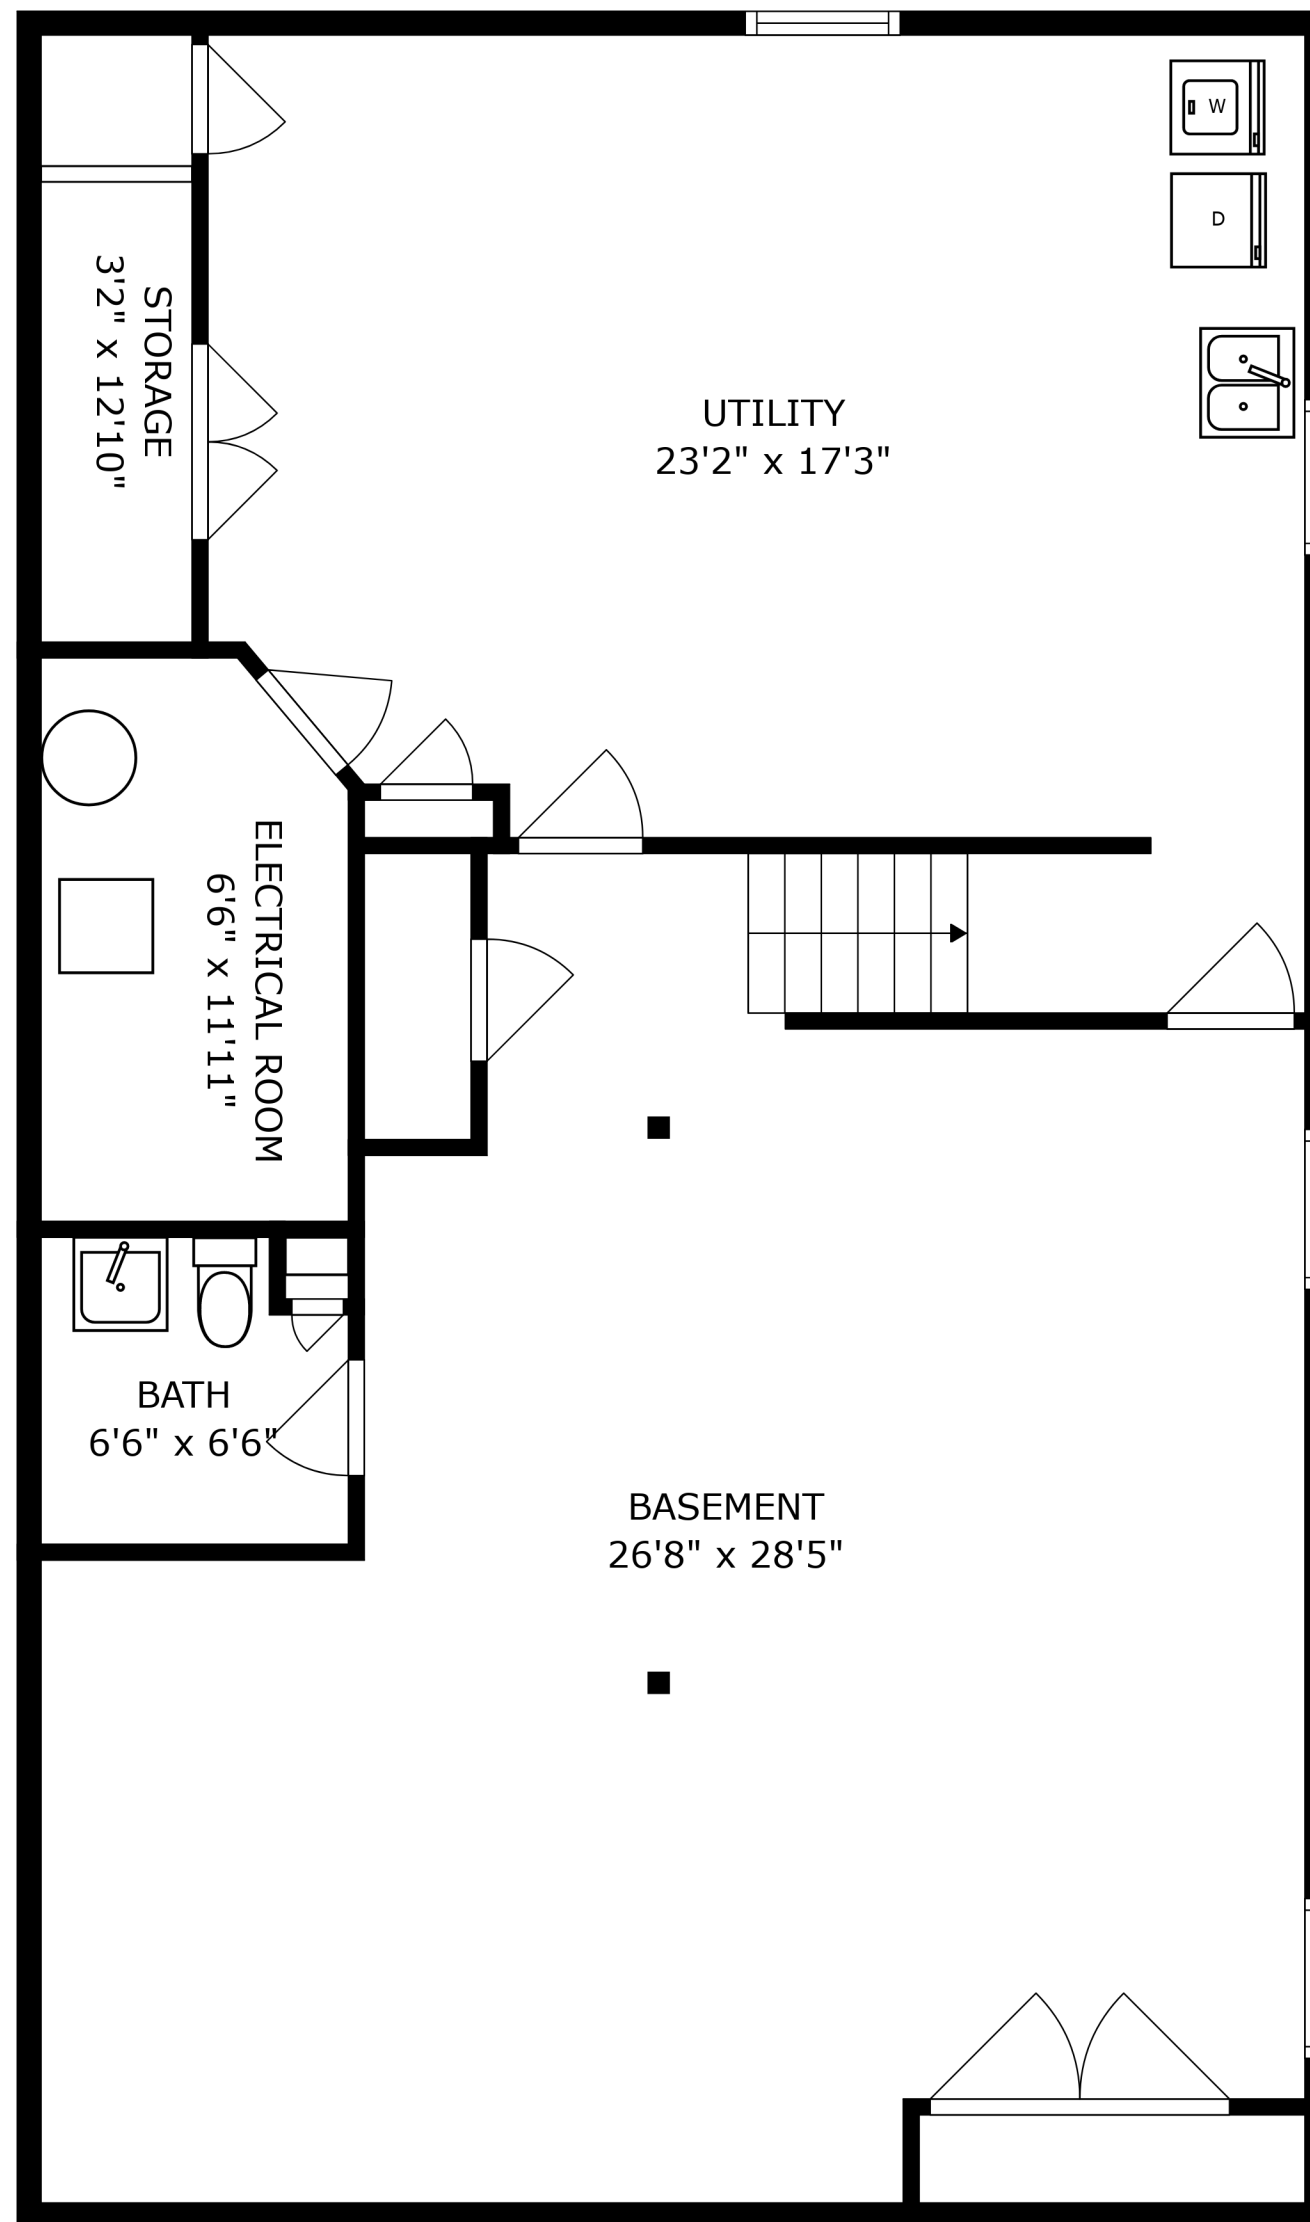 W
D
STORAGE
3'2" x 12'10"
UTILITY
23'2" x 17'3"
ELECTRICAL ROOM
6'6" x 11'11"
BATH
6'6" x 6'6"
BASEMENT
26'8" x 28'5"